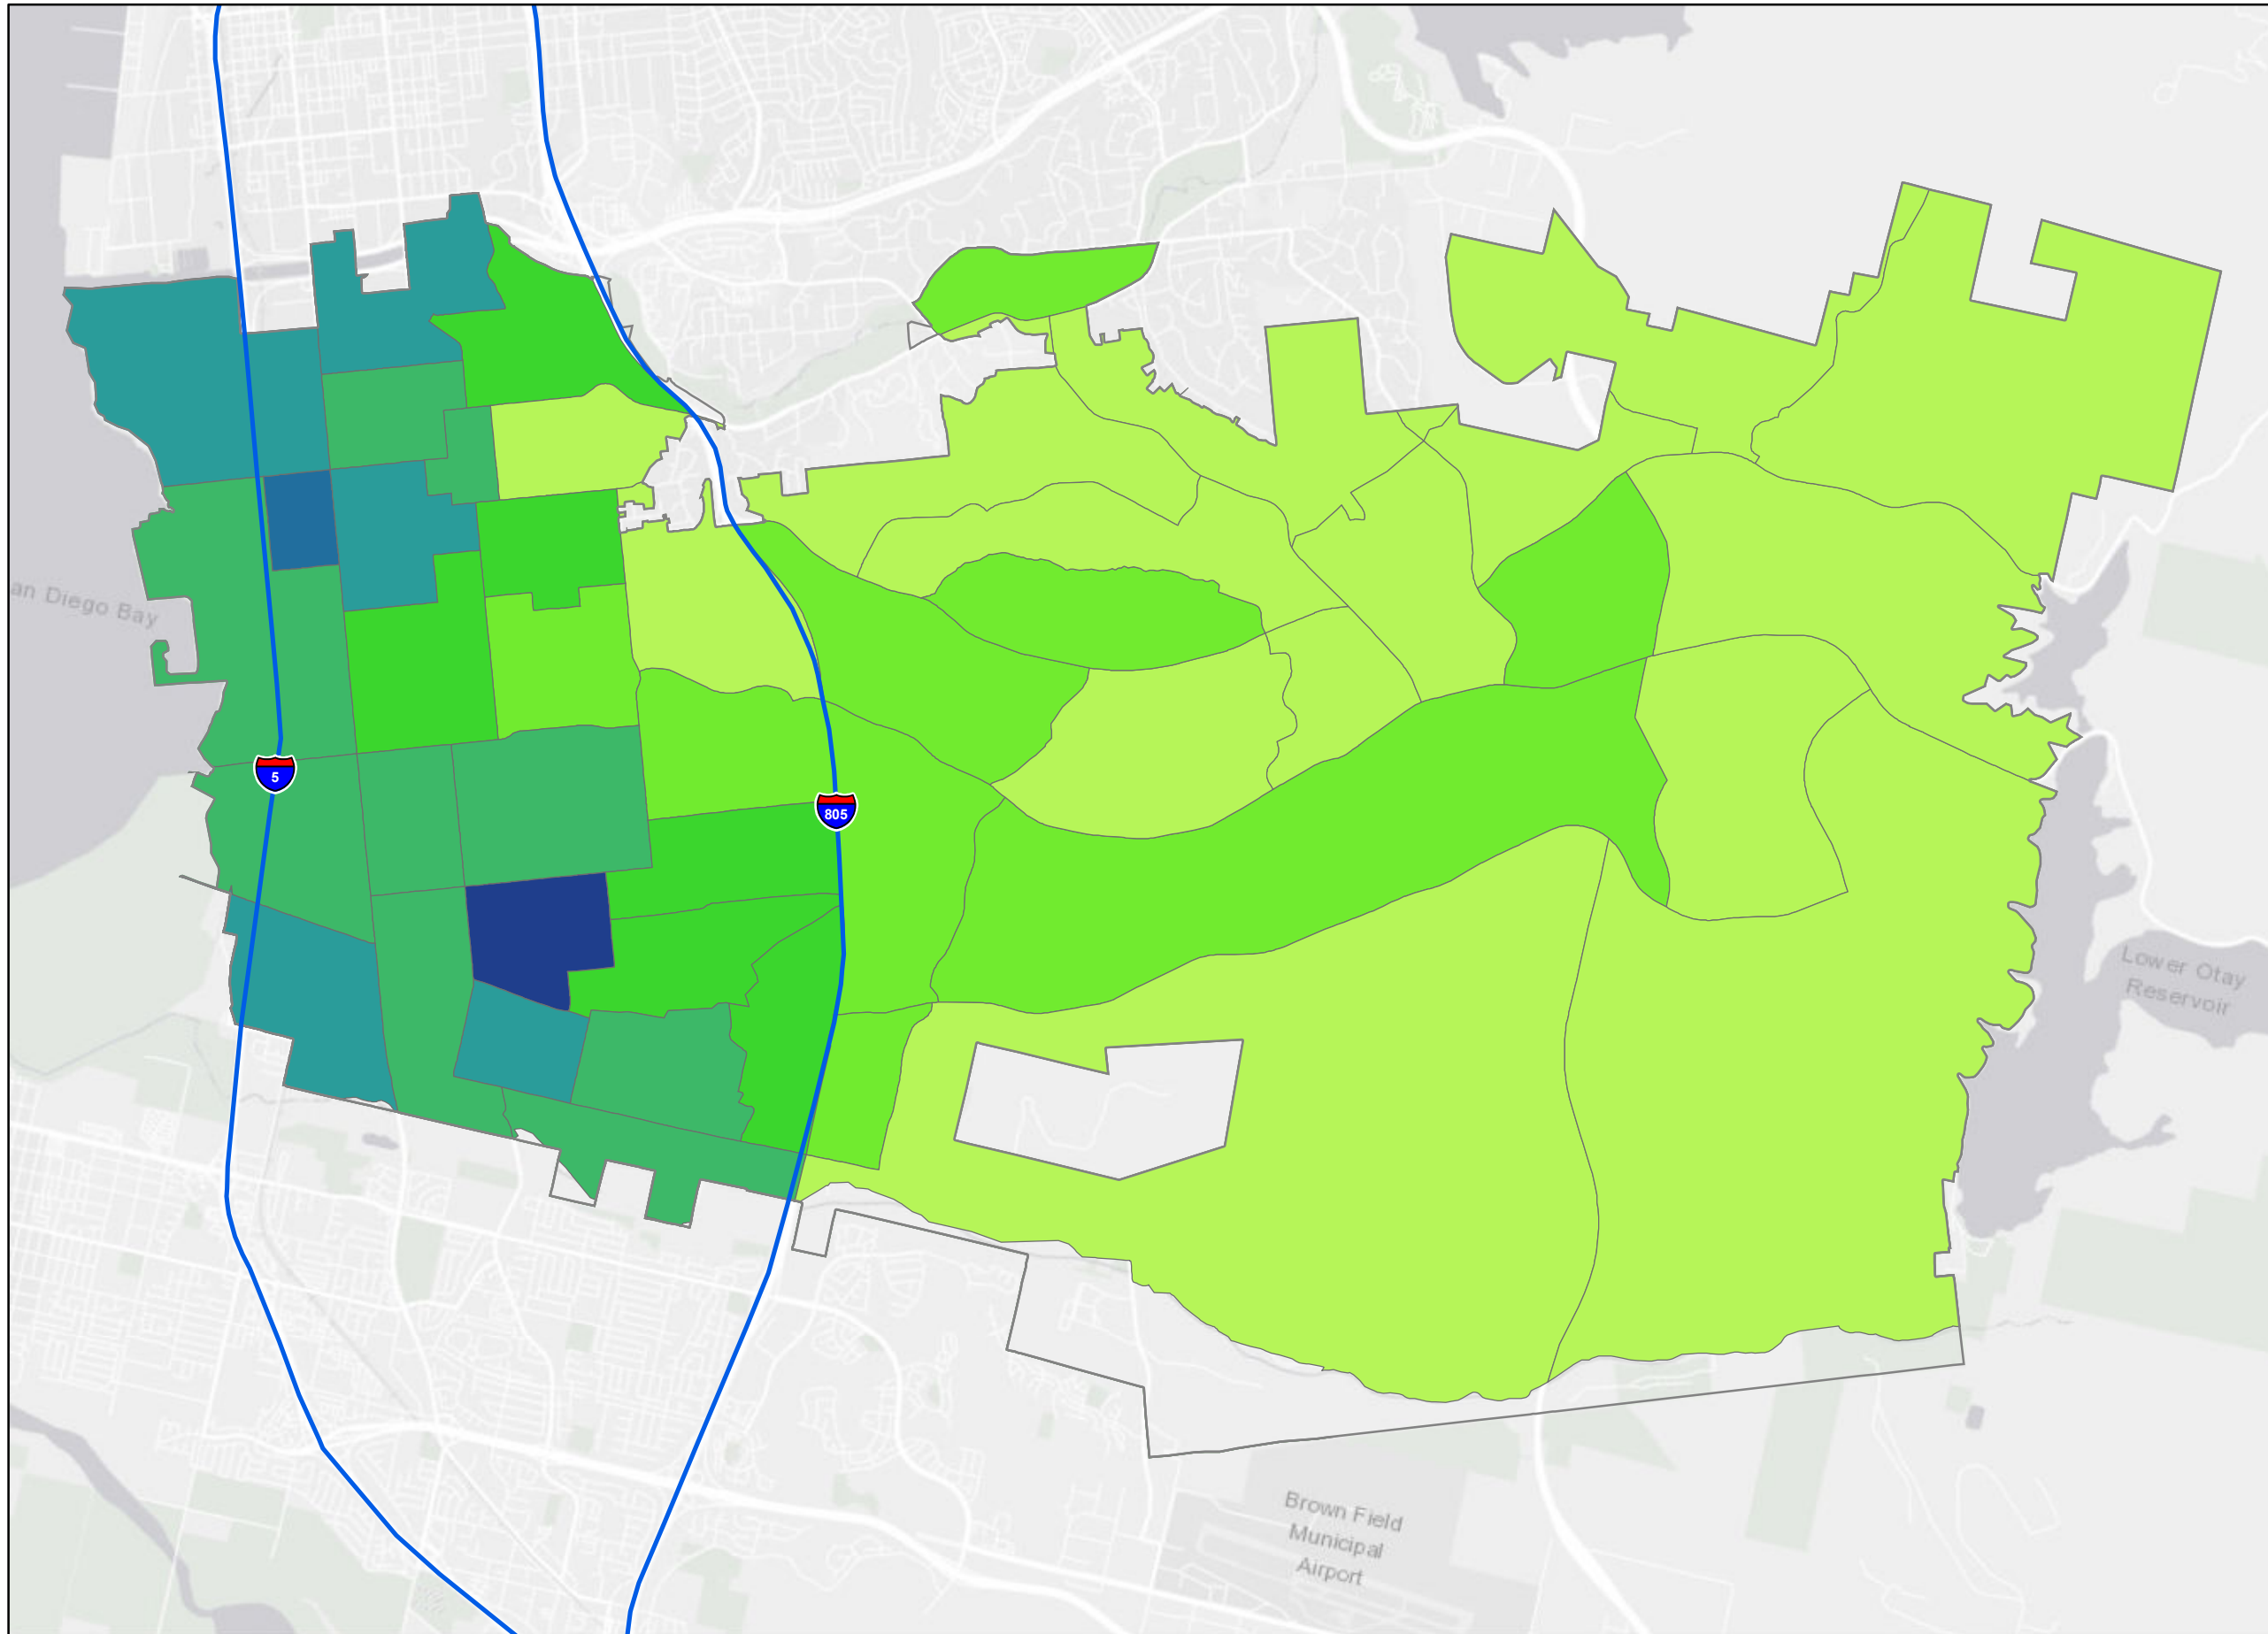 an Diego Bay
5
805
Lower Otay
Reservoir
Brown Field
Municipal
Airport